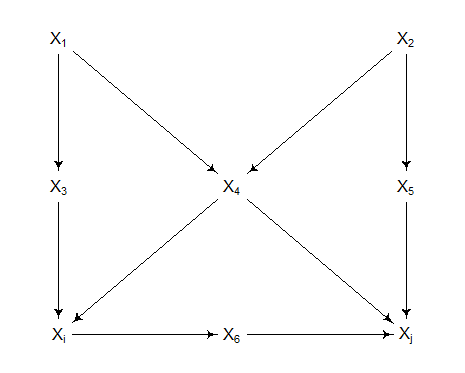 X₁ X₂
X₃ X₄ X₅
Xᵢ X₆ Xⱼ